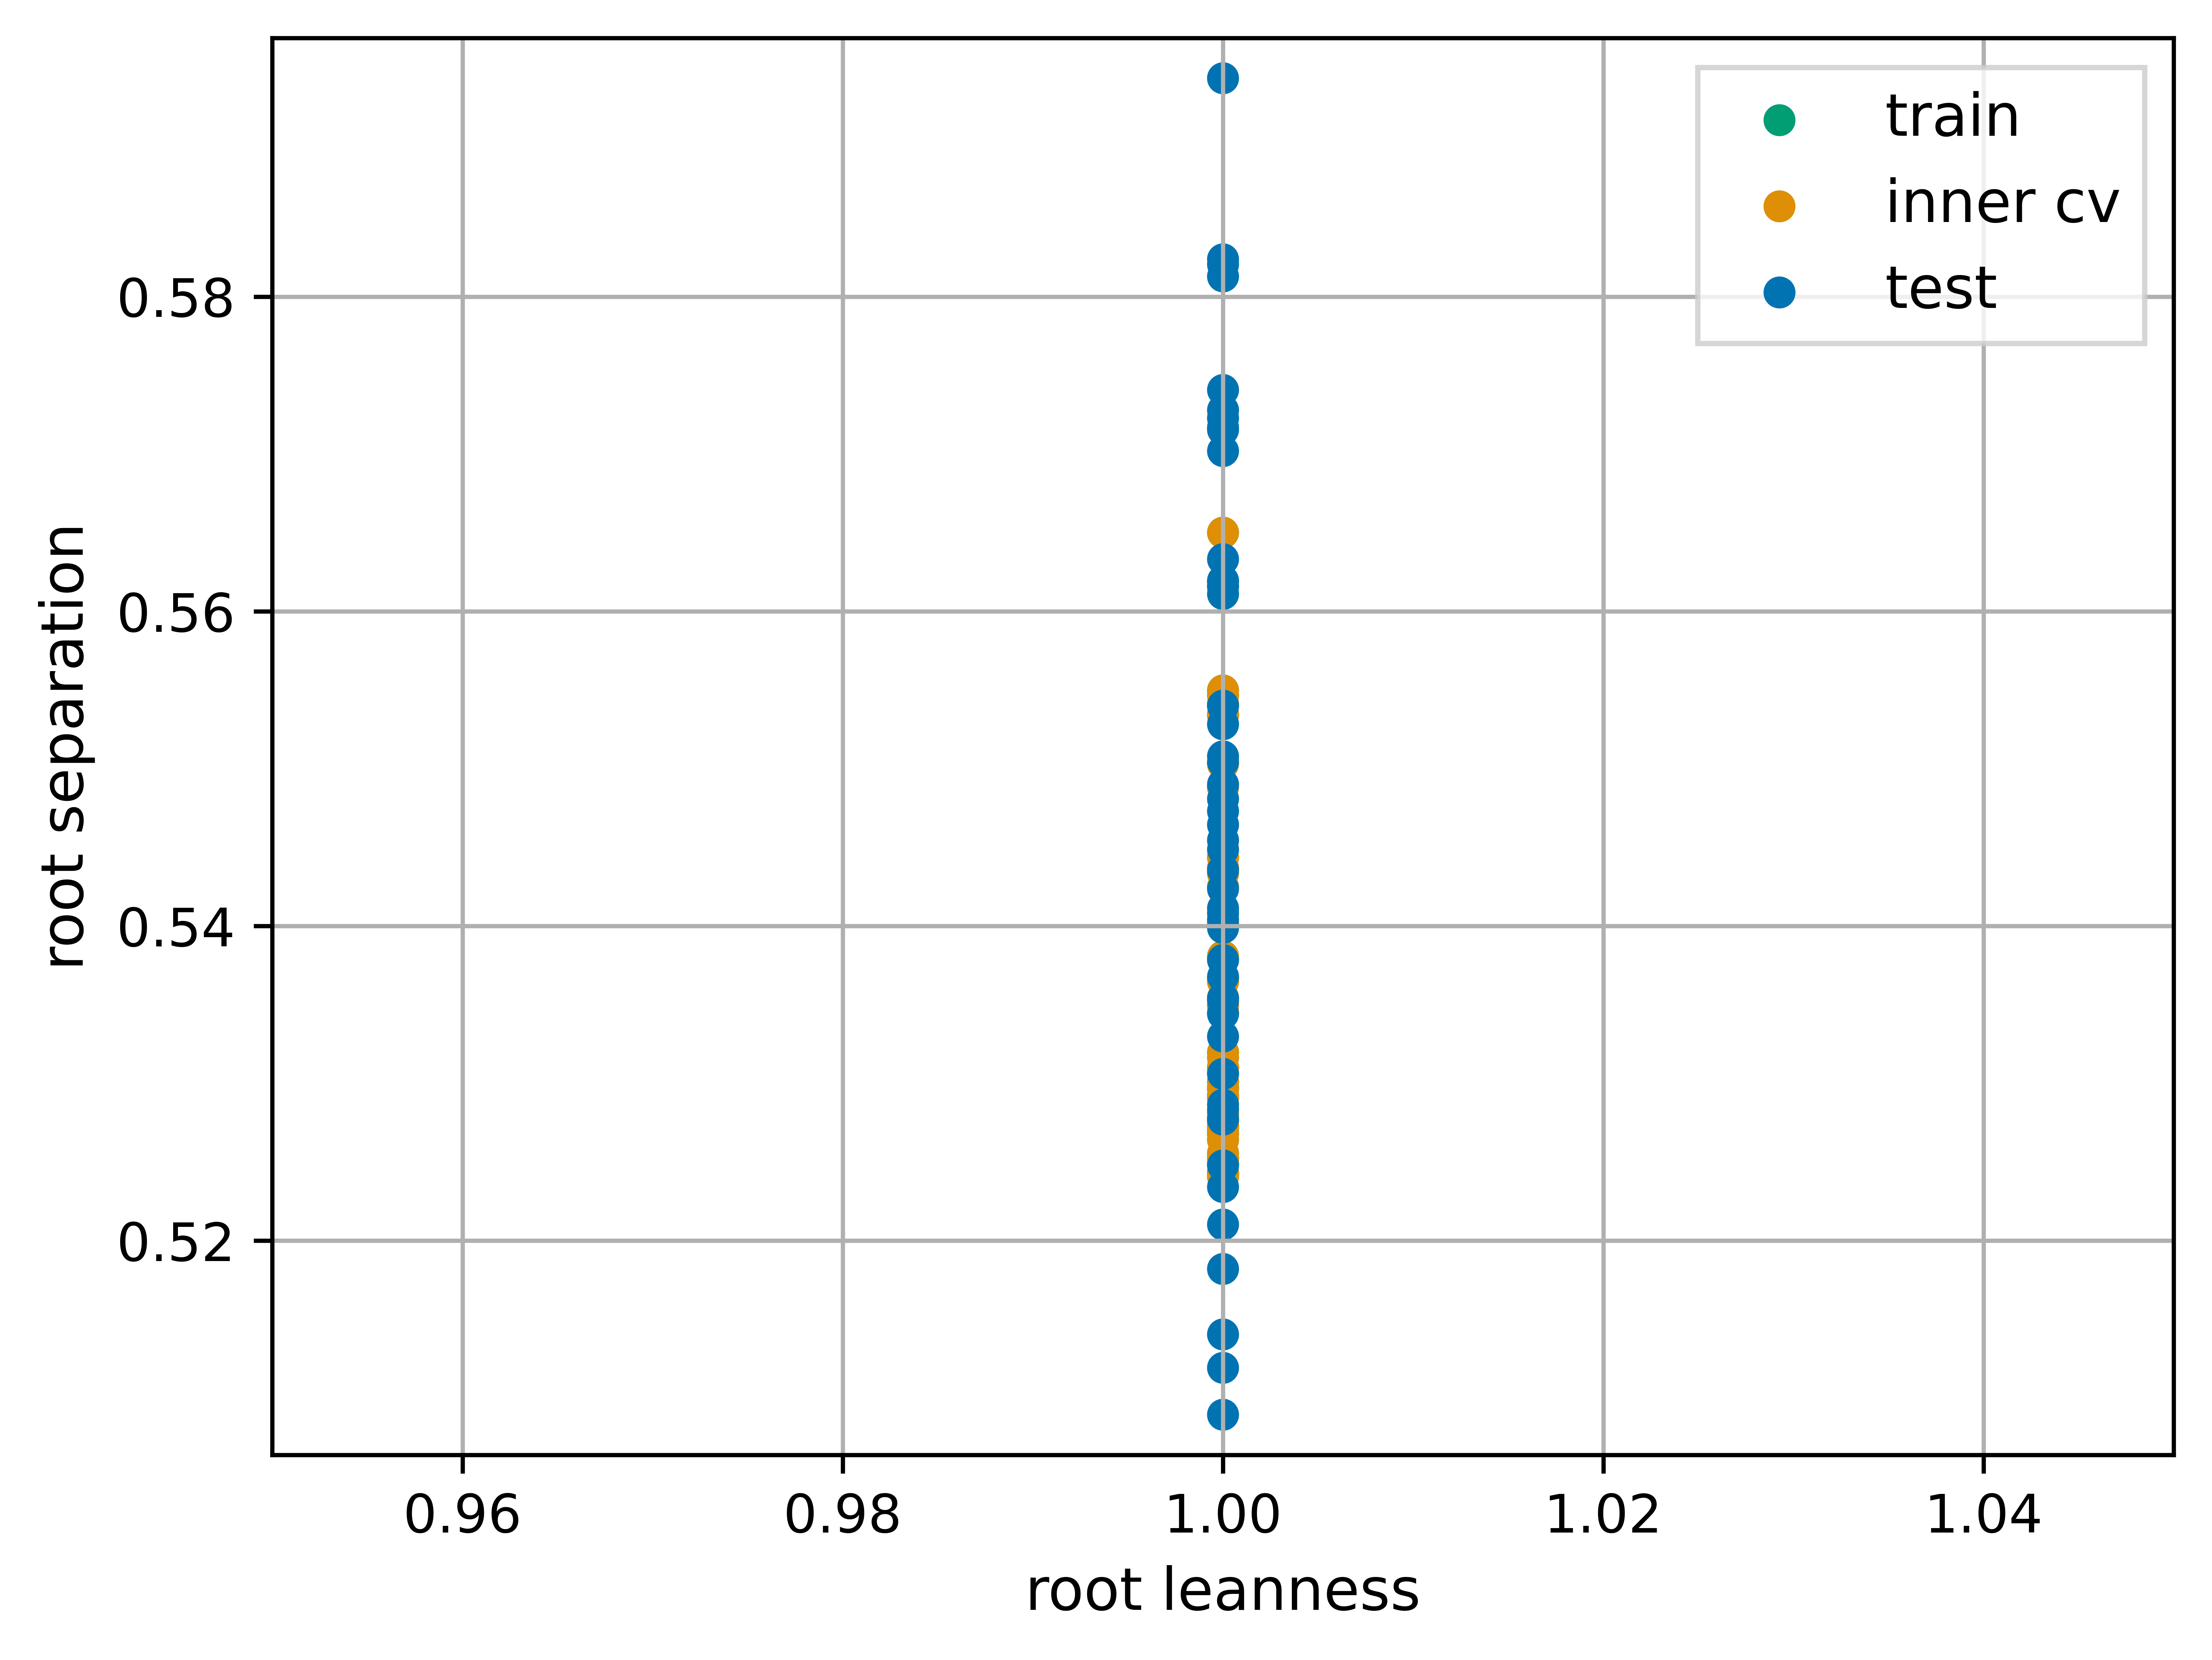 train
inner cv
test
0.58
0.56
0.54
0.52
root separation
0.96 0.98 1.00 1.02 1.04
root leanness